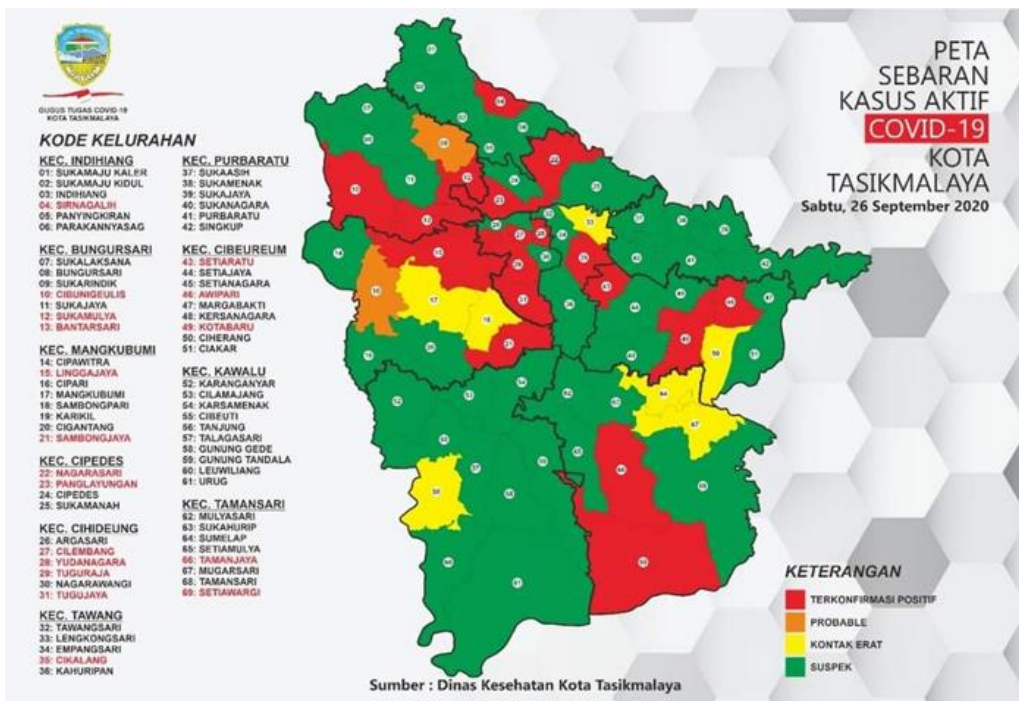 GUGUS TUGAS COVID-19
KOTA TASIKMALAYA
PETA
SEBARAN
KASUS AKTIF
COVID-19
KOTA
TASIKMALAYA
Sabtu, 26 September 2020
KODE KELURAHAN
KEC. INDIHIANG
01: SUKAMAJU KALER
02: SUKAMAJU KIDUL
03: INDIHIANG
04: SIRNAGALIH
05: PANYINGKIRAN
06: PARAKANNYASAG
KEC. BUNGURSARI
07: SUKALAKSANA
08: BUNGURSARI
09: SUKARINDIK
10: CIBUNIGEULIS
11: SUKAJAYA
12: SUKAMULYA
13: BANTARSARI
KEC. MANGKUBUMI
14: CIPAWITRA
15: LINGGAJAYA
16: CIPARI
17: MANGKUBUMI
18: SAMBONGPARI
19: KARIKIL
20: CIGANTANG
21: SAMBONGJAYA
KEC. CIPEDES
22: NAGARASARI
23: PANGLAYUNGAN
24: CIPEDES
25: SUKAMANAH
KEC. CIHIDEUNG
26: ARGASARI
27: CILEMBANG
28: YUDANAGARA
29: TUGURAJA
30: NAGARAWANGI
31: TUGUJAYA
KEC. TAWANG
32: TAWANGSARI
33: LENGKONGSARI
34: EMPANGSARI
35: CIKALANG
36: KAHURIPAN
KEC. PURBARATU
37: SUKAASIH
38: SUKAMENAK
39: SUKAJAYA
40: SUKANAGARA
41: PURBARATU
42: SINGKUP
KEC. CIBEUREUM
43: SETIARATU
44: SETIAJAYA
45: SETIANAGARA
46: AWIPARI
47: MARGABAKTI
48: KERSANAGARA
49: KOTABARU
50: CIHERANG
51: CIAKAR
KEC. KAWALU
52: KARANGANYAR
53: CILAMAJANG
54: KARSAMENAK
55: CIBEUTI
56: TANJUNG
57: TALAGASARI
58: GUNUNG GEDE
59: GUNUNG TANDALA
60: LEUWILIANG
61: URUG
KEC. TAMANSARI
62: MULYASARI
63: SUKAHURIP
64: SUMELAP
65: SETIAMULYA
66: TAMANJAYA
67: MUGARSARI
68: TAMANSARI
69: SETIAWARGI
KETERANGAN
TERKONFIRMASI POSITIF
PROBABLE
KONTAK ERAT
SUSPEK
Sumber : Dinas Kesehatan Kota Tasikmalaya